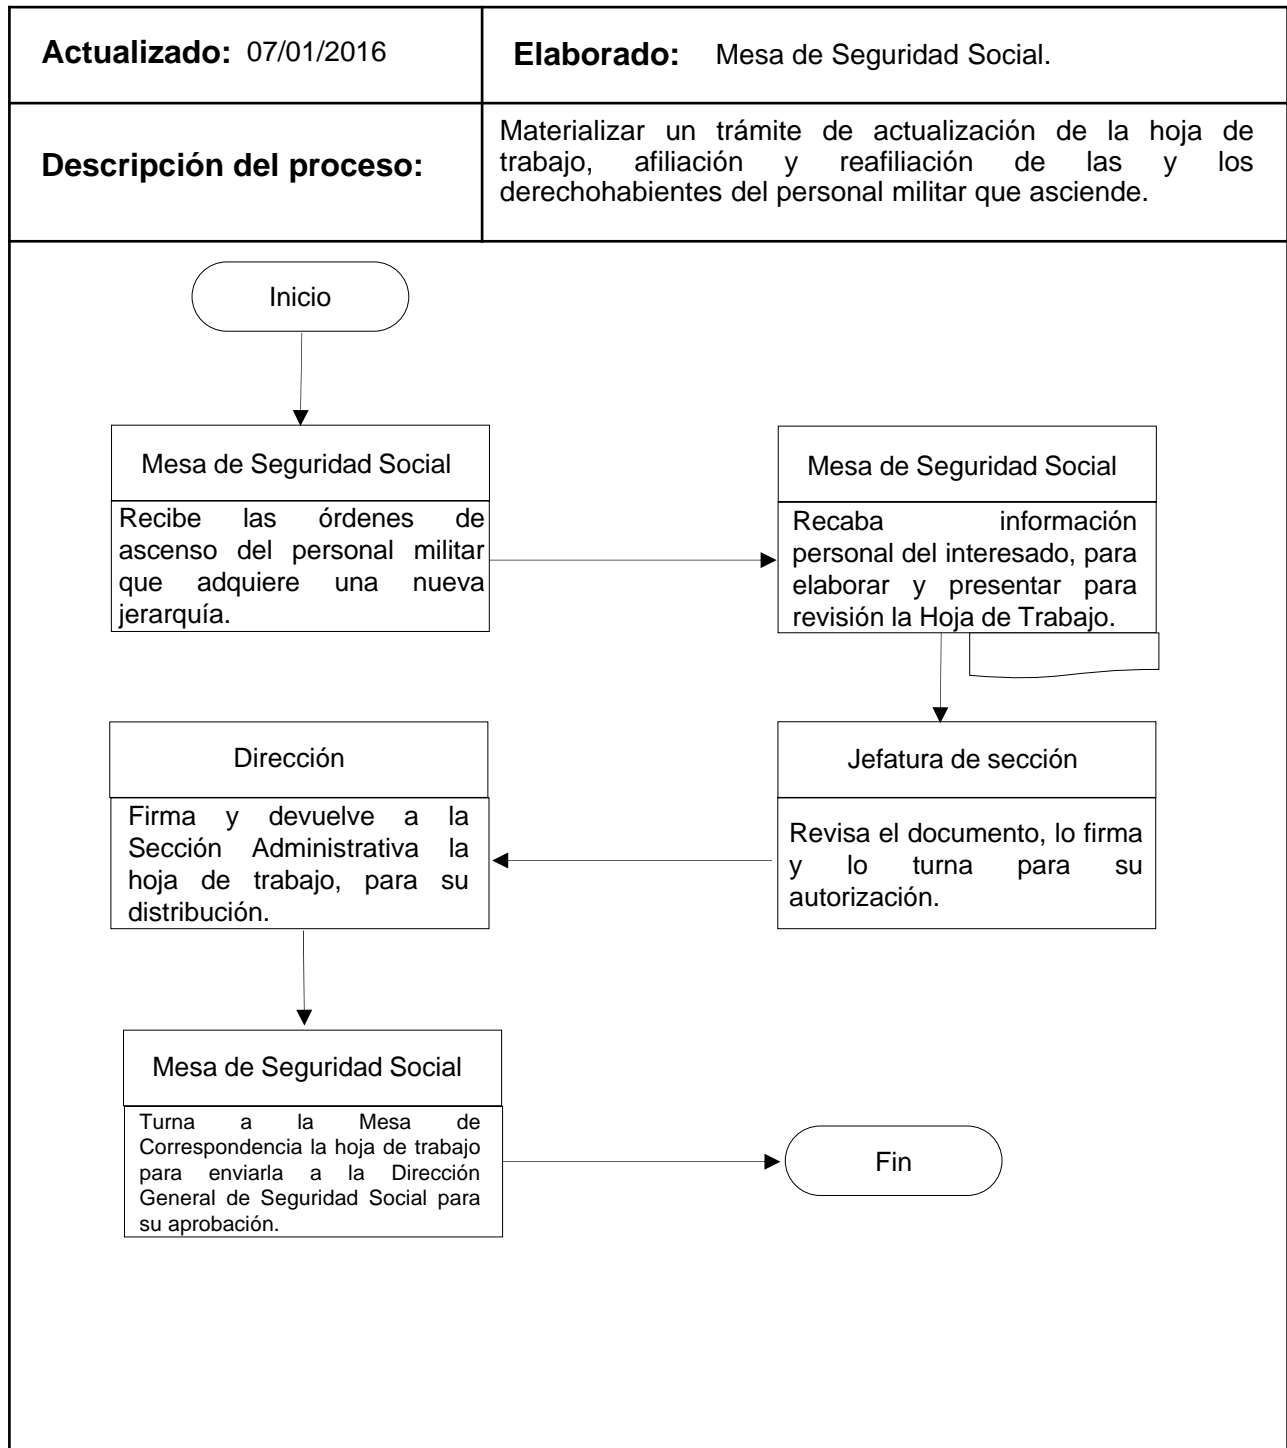 Actualizado: 07/01/2016
Elaborado: Mesa de Seguridad Social.
Descripción del proceso:
Materializar un trámite de actualización de la hoja de
trabajo, afiliación y reafiliación de las y los
derechohabientes del personal militar que asciende.
Inicio
Mesa de Seguridad Social
Recibe las órdenes de
ascenso del personal militar
que adquiere una nueva
jerarquía.
Mesa de Seguridad Social
Recaba información
personal del interesado, para
elaborar y presentar para
revisión la Hoja de Trabajo.
Jefatura de sección
Revisa el documento, lo firma
y lo turna para su
autorización.
Dirección
Firma y devuelve a la
Sección Administrativa la
hoja de trabajo, para su
distribución.
Mesa de Seguridad Social
Turna a la Mesa de
Correspondencia la hoja de trabajo
para enviarla a la Dirección
General de Seguridad Social para
su aprobación.
Fin